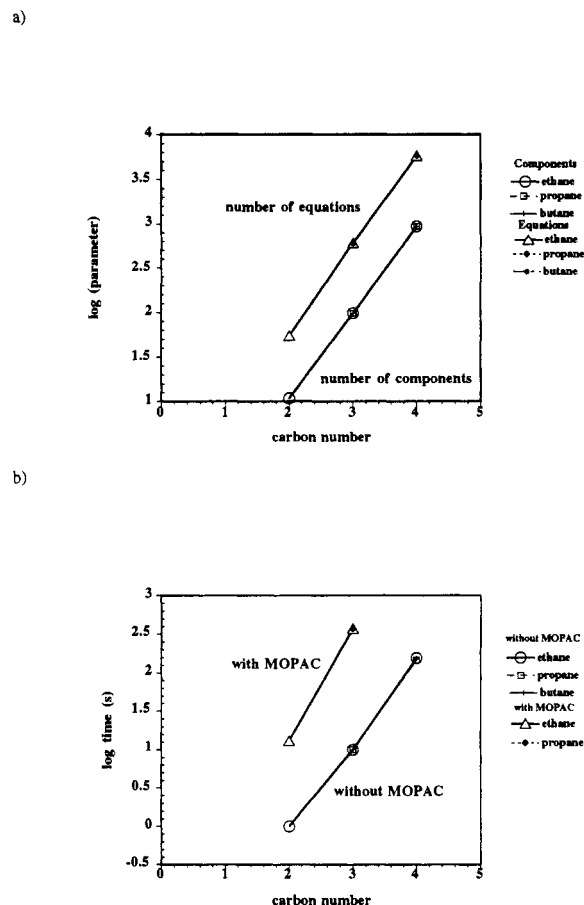 a)
4
3.5
3
2.5
2
1.5
1
0
1
2
3
4
5
log (parameter)
carbon number
number of equations
number of components
Components
ethane
propane
butane
Equations
ethane
propane
butane
b)
3
2.5
2
1.5
1
0.5
0
-0.5
0
1
2
3
4
5
log time (s)
carbon number
with MOPAC
without MOPAC
without MOPAC
ethane
propane
butane
with MOPAC
ethane
propane